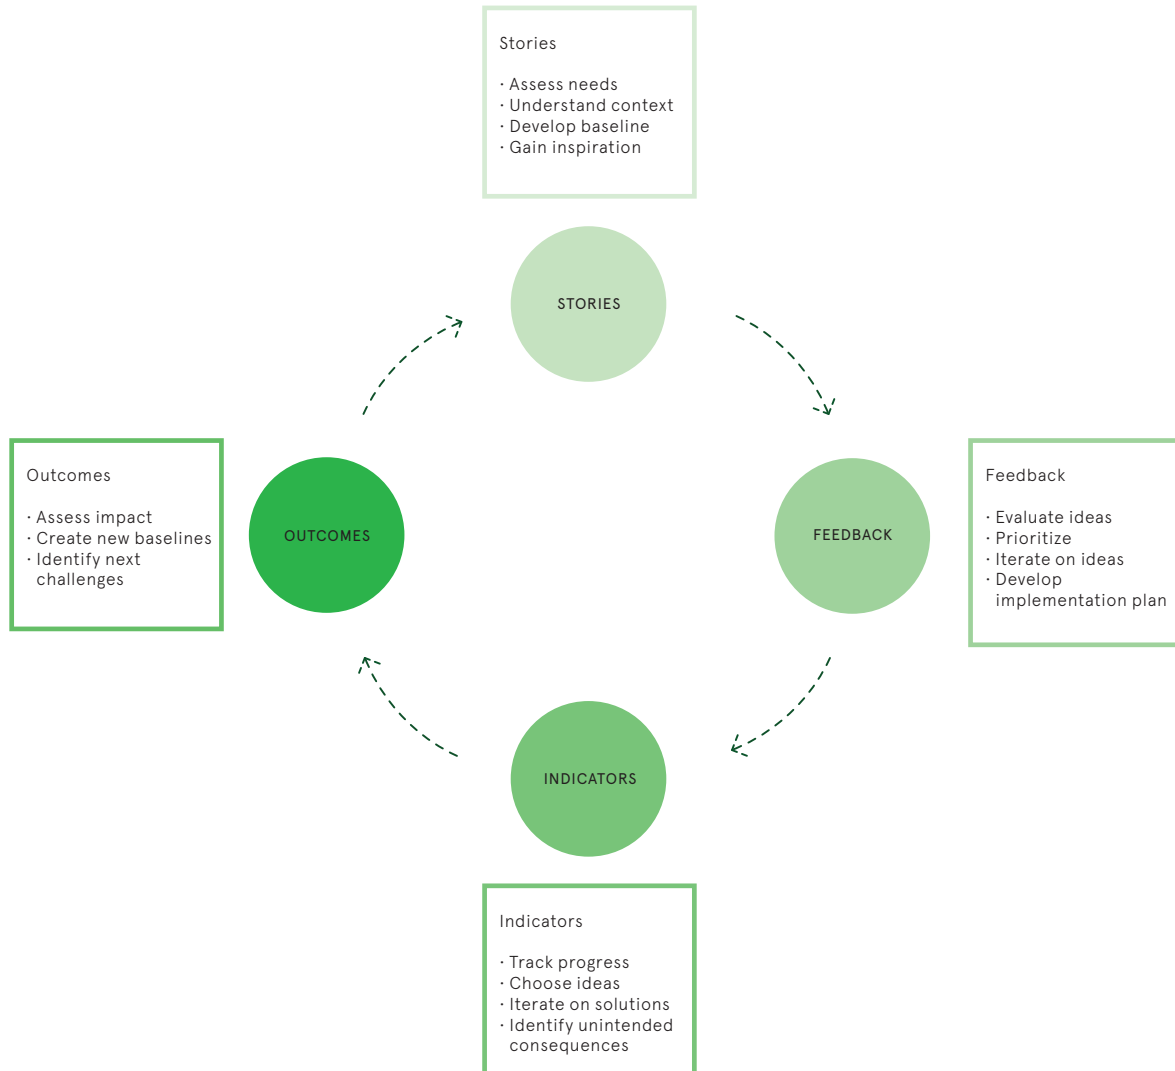 Stories
· Assess needs
· Understand context
· Develop baseline
· Gain inspiration
STORIES
Outcomes
· Assess impact
· Create new baselines
· Identify next
challenges
OUTCOMES
FEEDBACK
Feedback
· Evaluate ideas
· Prioritize
· Iterate on ideas
· Develop
implementation plan
INDICATORS
Indicators
· Track progress
· Choose ideas
· Iterate on solutions
· Identify unintended
consequences